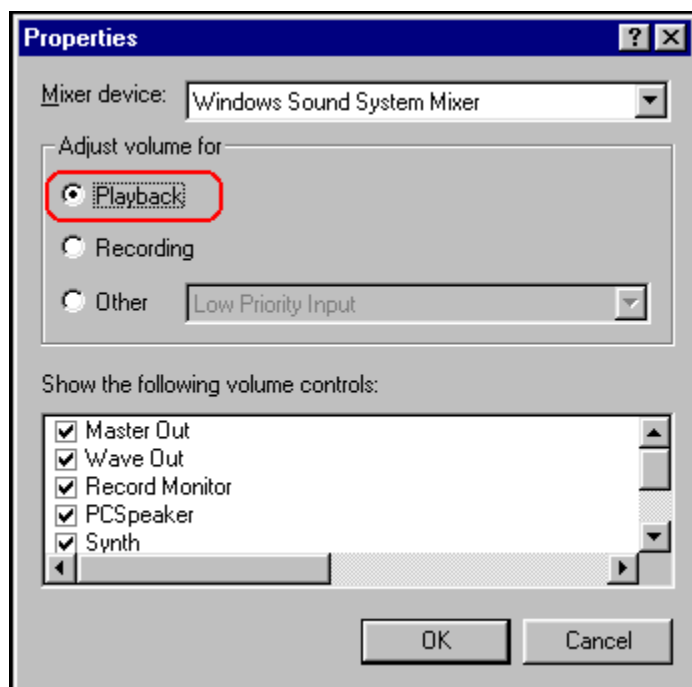 Properties
Mixer device: Windows Sound System Mixer
Adjust volume for
Playback
Recording
Other Low Priority Input
Show the following volume controls:
Master Out
Wave Out
Record Monitor
PCSpeaker
Synth
OK Cancel